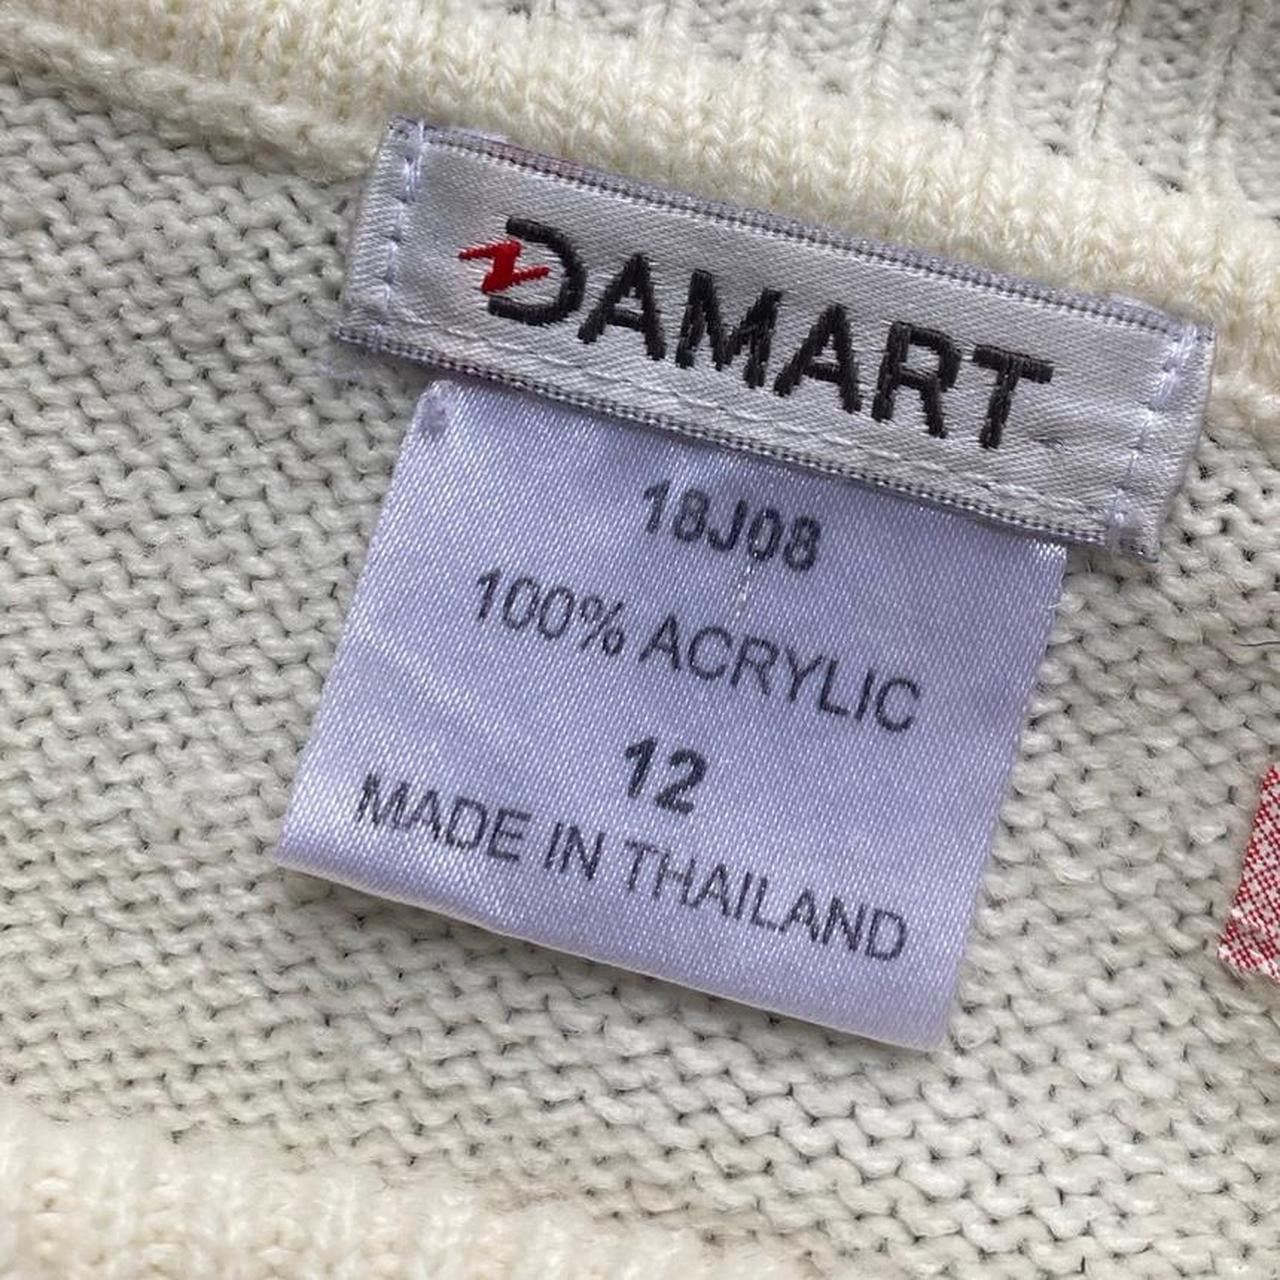 DAMART
18J08
100% ACRYLIC
12
MADE IN THAILAND